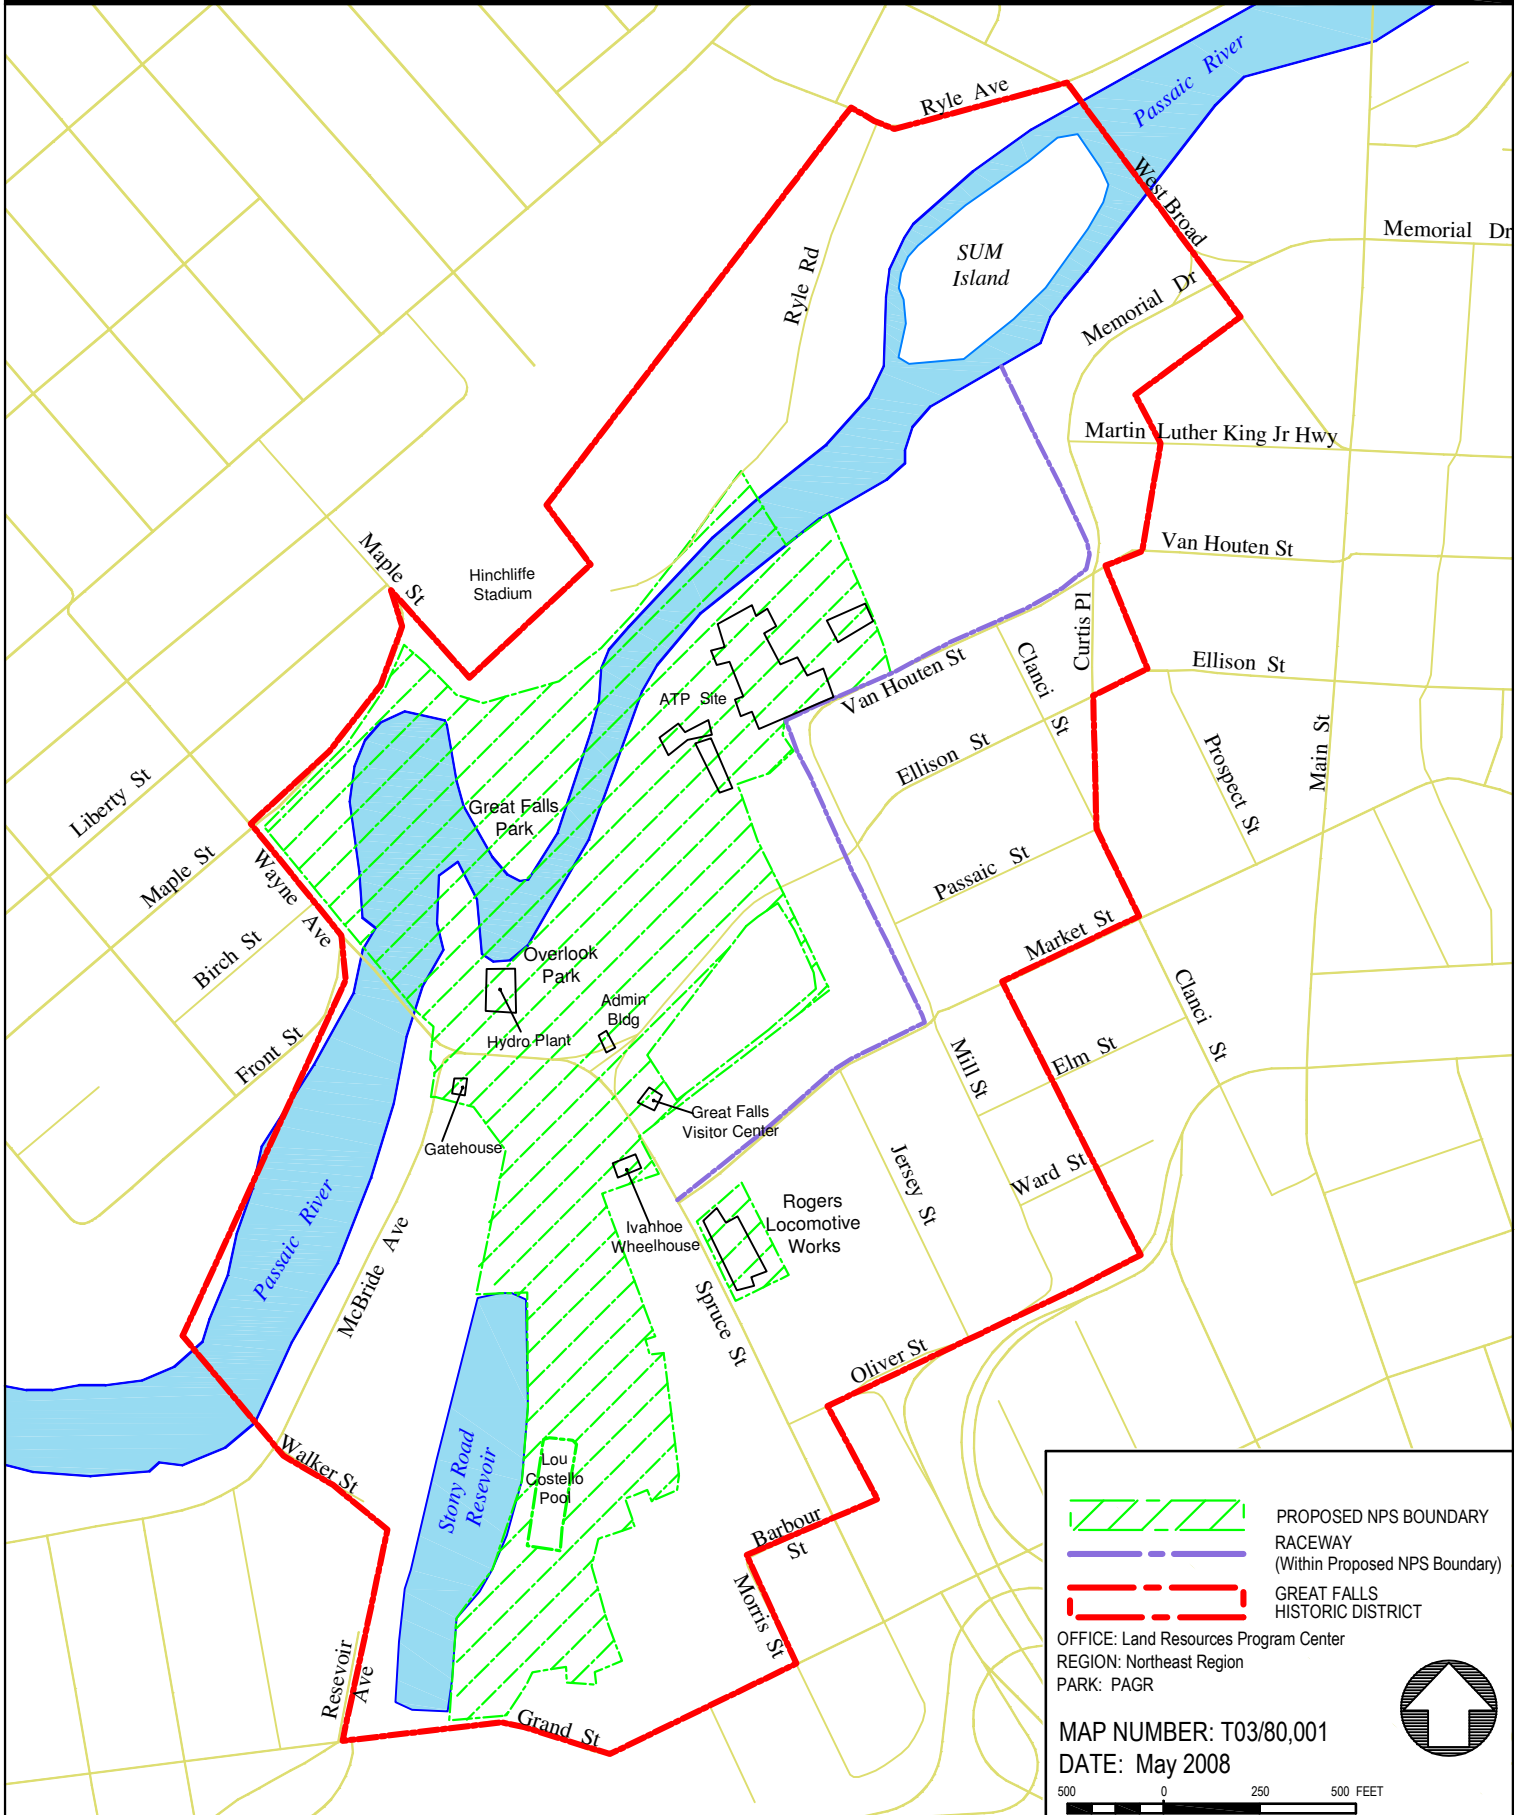 Ryle Ave
Passaic River
West Broad
Memorial Dr
SUM
Island
Ryle Rd
Memorial Dr
Martin Luther King Jr Hwy
Maple St
Hinchliffe
Stadium
Van Houten St
Curtis Pl
Clanci St
Ellison St
Van Houten St
ATP Site
Ellison St
Prospect St
Main St
Liberty St
Great Falls
Park
Maple St
Wayne Ave
Passaic St
Market St
Birch St
Overlook
Park
Admin
Bldg
Hydro Plant
Clanci St
Front St
Mill St
Elm St
Great Falls
Visitor Center
Gatehouse
Jersey St
Ward St
Passaic River
McBride Ave
Ivanhoe
Wheelhouse
Rogers
Locomotive
Works
Spruce St
Oliver St
Walker St
Stony Road
Resevoir
Lou
Costello
Pool
Barbour
St
Morris St
Resevoir
Ave
Grand St
PROPOSED NPS BOUNDARY
RACEWAY
(Within Proposed NPS Boundary)
GREAT FALLS
HISTORIC DISTRICT
OFFICE: Land Resources Program Center
REGION: Northeast Region
PARK: PAGR
MAP NUMBER: T03/80,001
DATE: May 2008
500 0 250 500 FEET